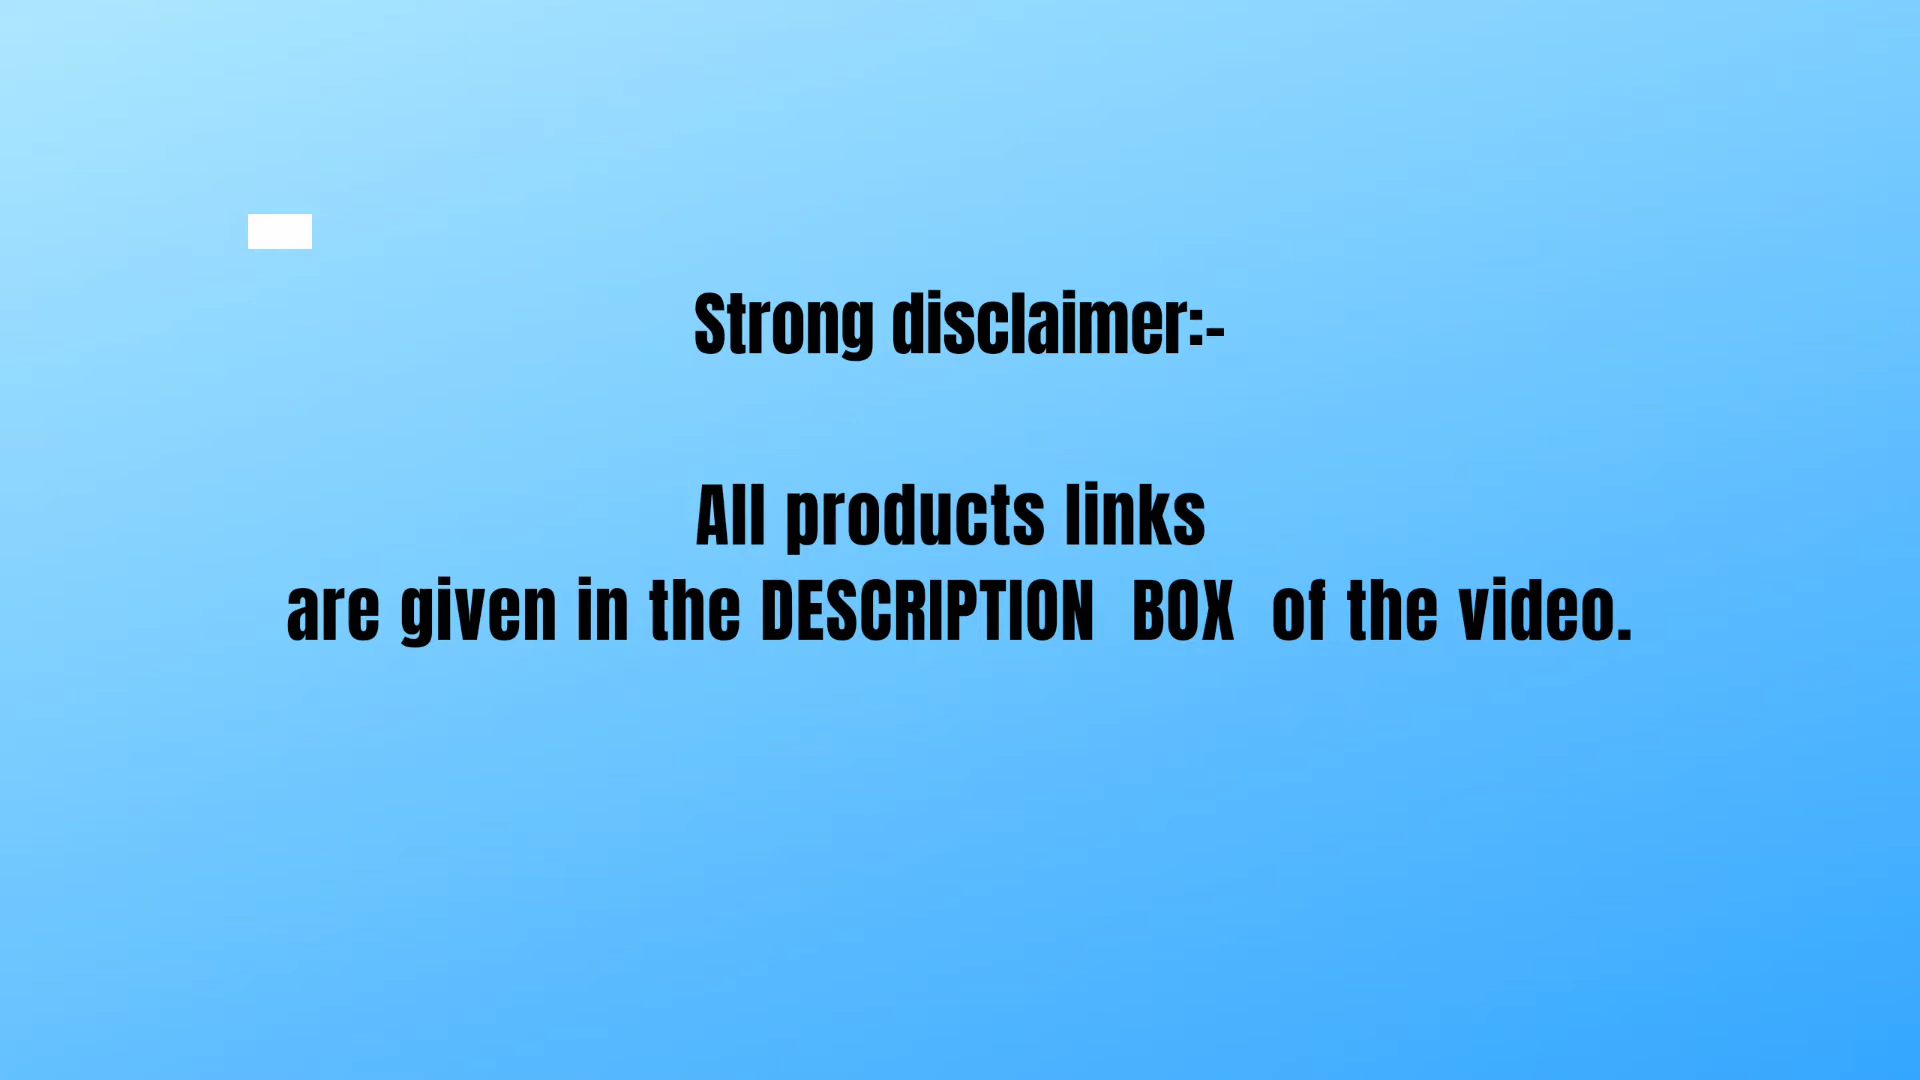 Strong disclaimer:-
All products links
are given in the DESCRIPTION BOX of the video.